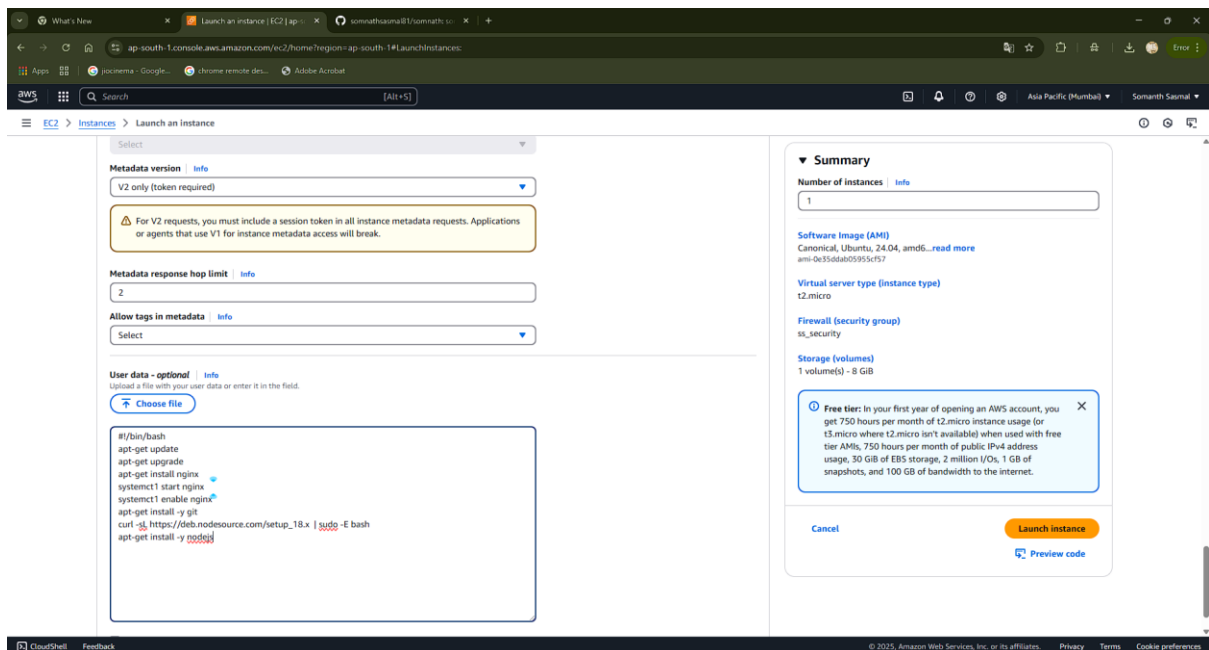 What's New
Launch an instance | EC2 | ap-s
somnathsasmal81/somnath: so
ap-south-1.console.aws.amazon.com/ec2/home?region=ap-south-1#LaunchInstances:
Error
Apps
jiocinema - Google...
chrome remote des...
Adobe Acrobat
aws
Search
[Alt+S]
Asia Pacific (Mumbai)
Somanth Sasmal
EC2 > Instances > Launch an instance
Select
Metadata version | Info
V2 only (token required)
For V2 requests, you must include a session token in all instance metadata requests. Applications
or agents that use V1 for instance metadata access will break.
Metadata response hop limit | Info
2
Allow tags in metadata | Info
Select
User data - optional | Info
Upload a file with your user data or enter it in the field.
Choose file
#!/bin/bash
apt-get update
apt-get upgrade
apt-get install nginx
systemct1 start nginx
systemct1 enable nginx
apt-get install -y git
curl -sL https://deb.nodesource.com/setup_18.x | sudo -E bash
apt-get install -y nodejs
Summary
Number of instances | Info
1
Software Image (AMI)
Canonical, Ubuntu, 24.04, amd6...read more
ami-0e35ddab05955cf57
Virtual server type (instance type)
t2.micro
Firewall (security group)
ss_security
Storage (volumes)
1 volume(s) - 8 GiB
Free tier: In your first year of opening an AWS account, you
get 750 hours per month of t2.micro instance usage (or
t3.micro where t2.micro isn't available) when used with free
tier AMIs, 750 hours per month of public IPv4 address
usage, 30 GiB of EBS storage, 2 million I/Os, 1 GB of
snapshots, and 100 GB of bandwidth to the internet.
Cancel
Launch instance
Preview code
CloudShell
Feedback
© 2025, Amazon Web Services, Inc. or its affiliates.
Privacy
Terms
Cookie preferences